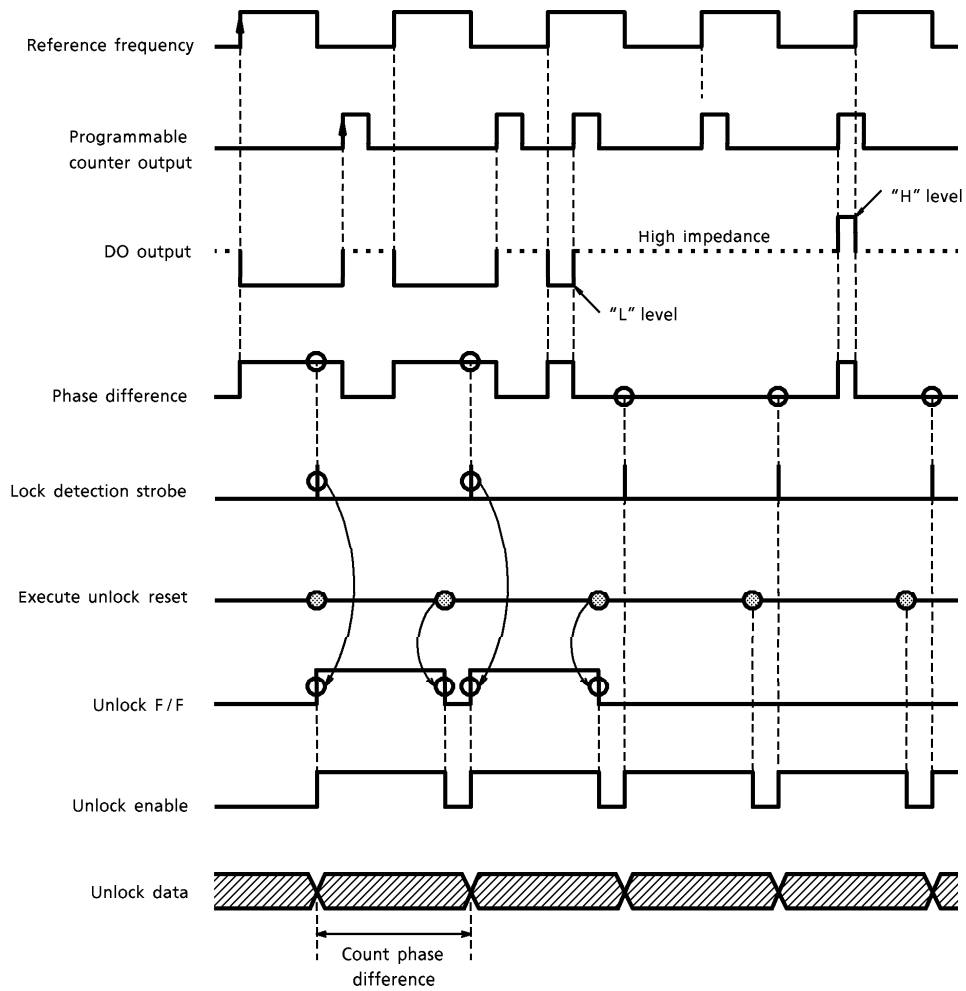 Reference frequency
Programmable
counter output
"H" level
High impedance
DO output
"L" level
Phase difference
Lock detection strobe
Execute unlock reset
Unlock F/F
Unlock enable
Unlock data
Count phase
difference